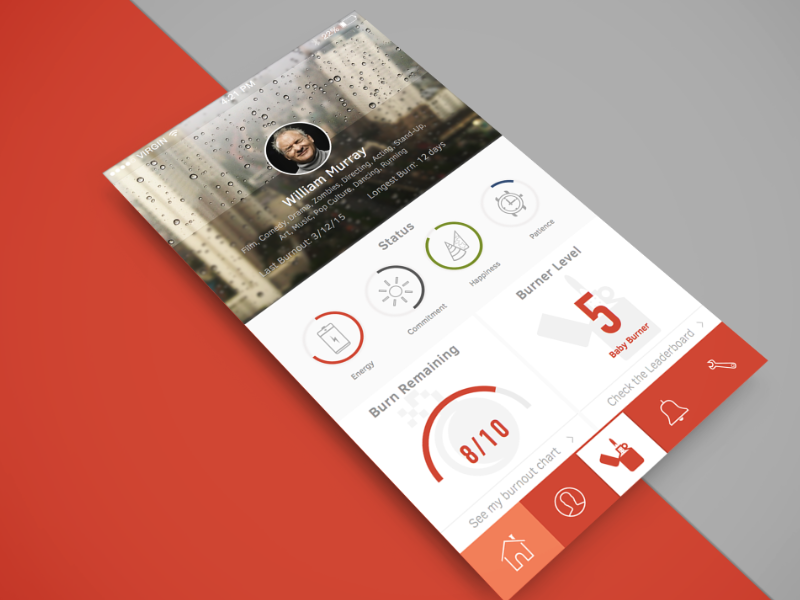 VIRGIN
4:21 PM
22%
William Murray
Film, Comedy, Drama, Zombies, Directing, Acting, Stand-Up,
Art, Music, Pop Culture, Dancing, Running
Last Burnout: 3/12/15
Longest Burn: 12 days
Status
Energy
Commitment
Happiness
Patience
Burn Remaining
8/10
See my burnout chart >
Burner Level
5
Baby Burner
Check the Leaderboard >